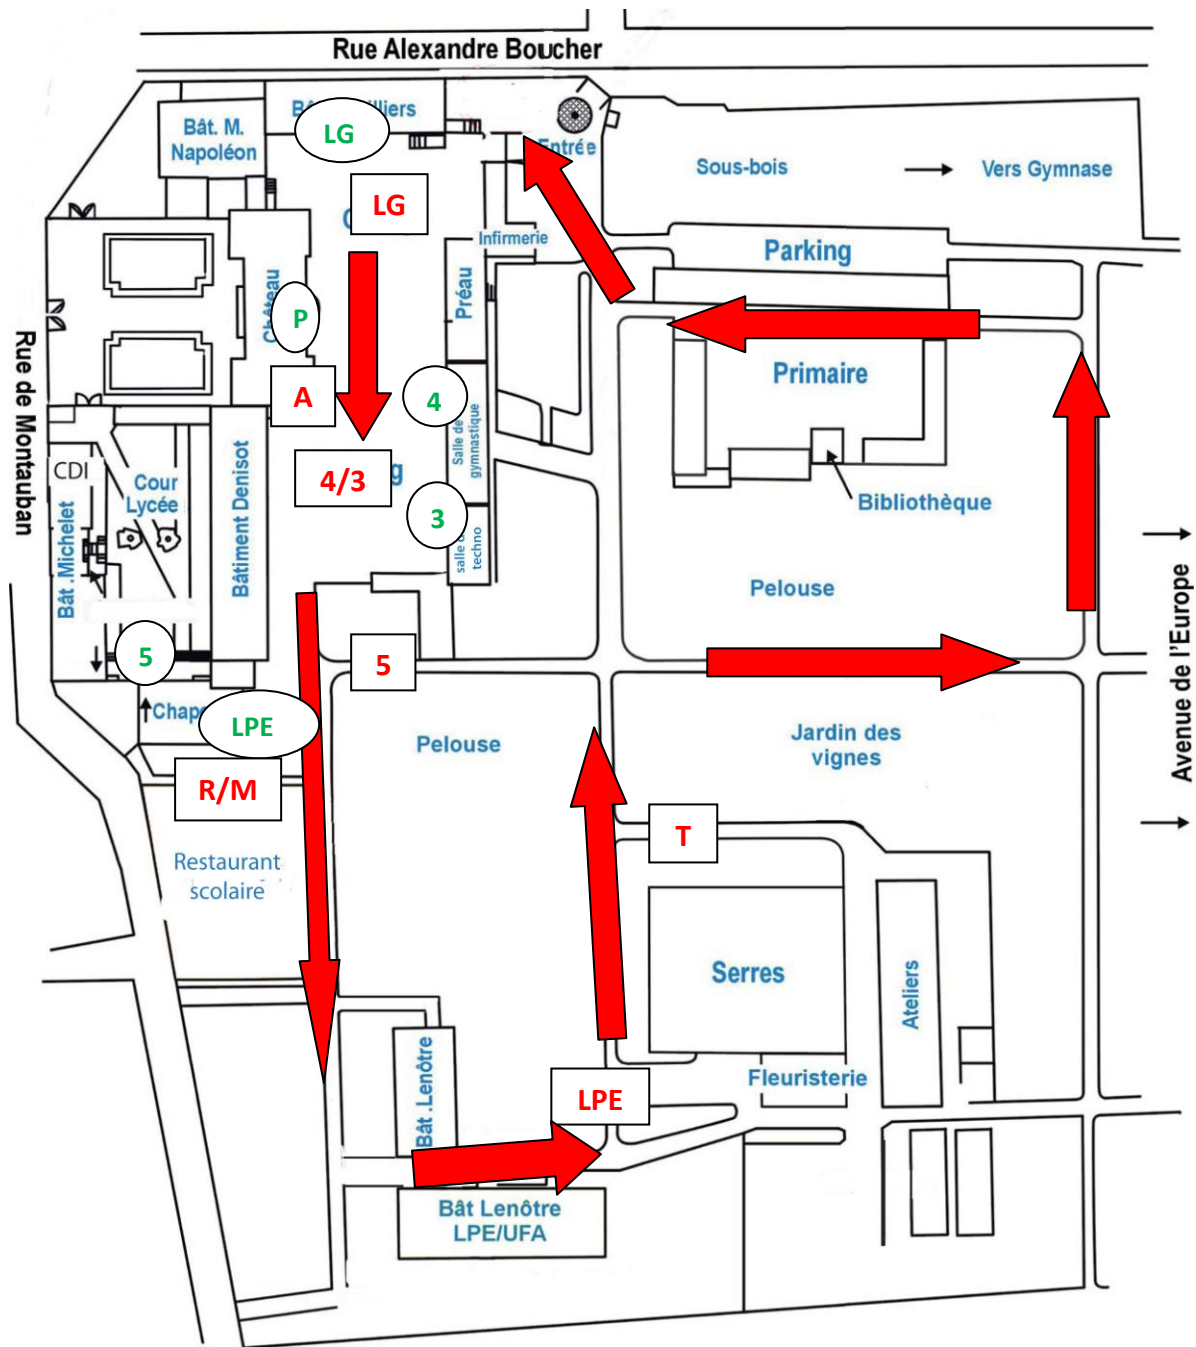 Rue Alexandre Boucher
LG
Bât. M.
Napoléon
Entrée
Sous-bois
Vers Gymnase
LG
Infirmerie
Parking
Château
P
Préau
Primaire
A
4
Salle de
gymnastique
4/3
3
salle
techno
Rue de Montauban
CDI
Cour
Lycée
Bât .Michelet
Bâtiment Denisot
Bibliothèque
Pelouse
Avenue de l'Europe
5
5
LPE
Pelouse
Jardin des
vignes
R/M
T
Restaurant
scolaire
Serres
Ateliers
Fleuristerie
Bât .Lenôtre
LPE
Bât Lenôtre
LPE/UFA